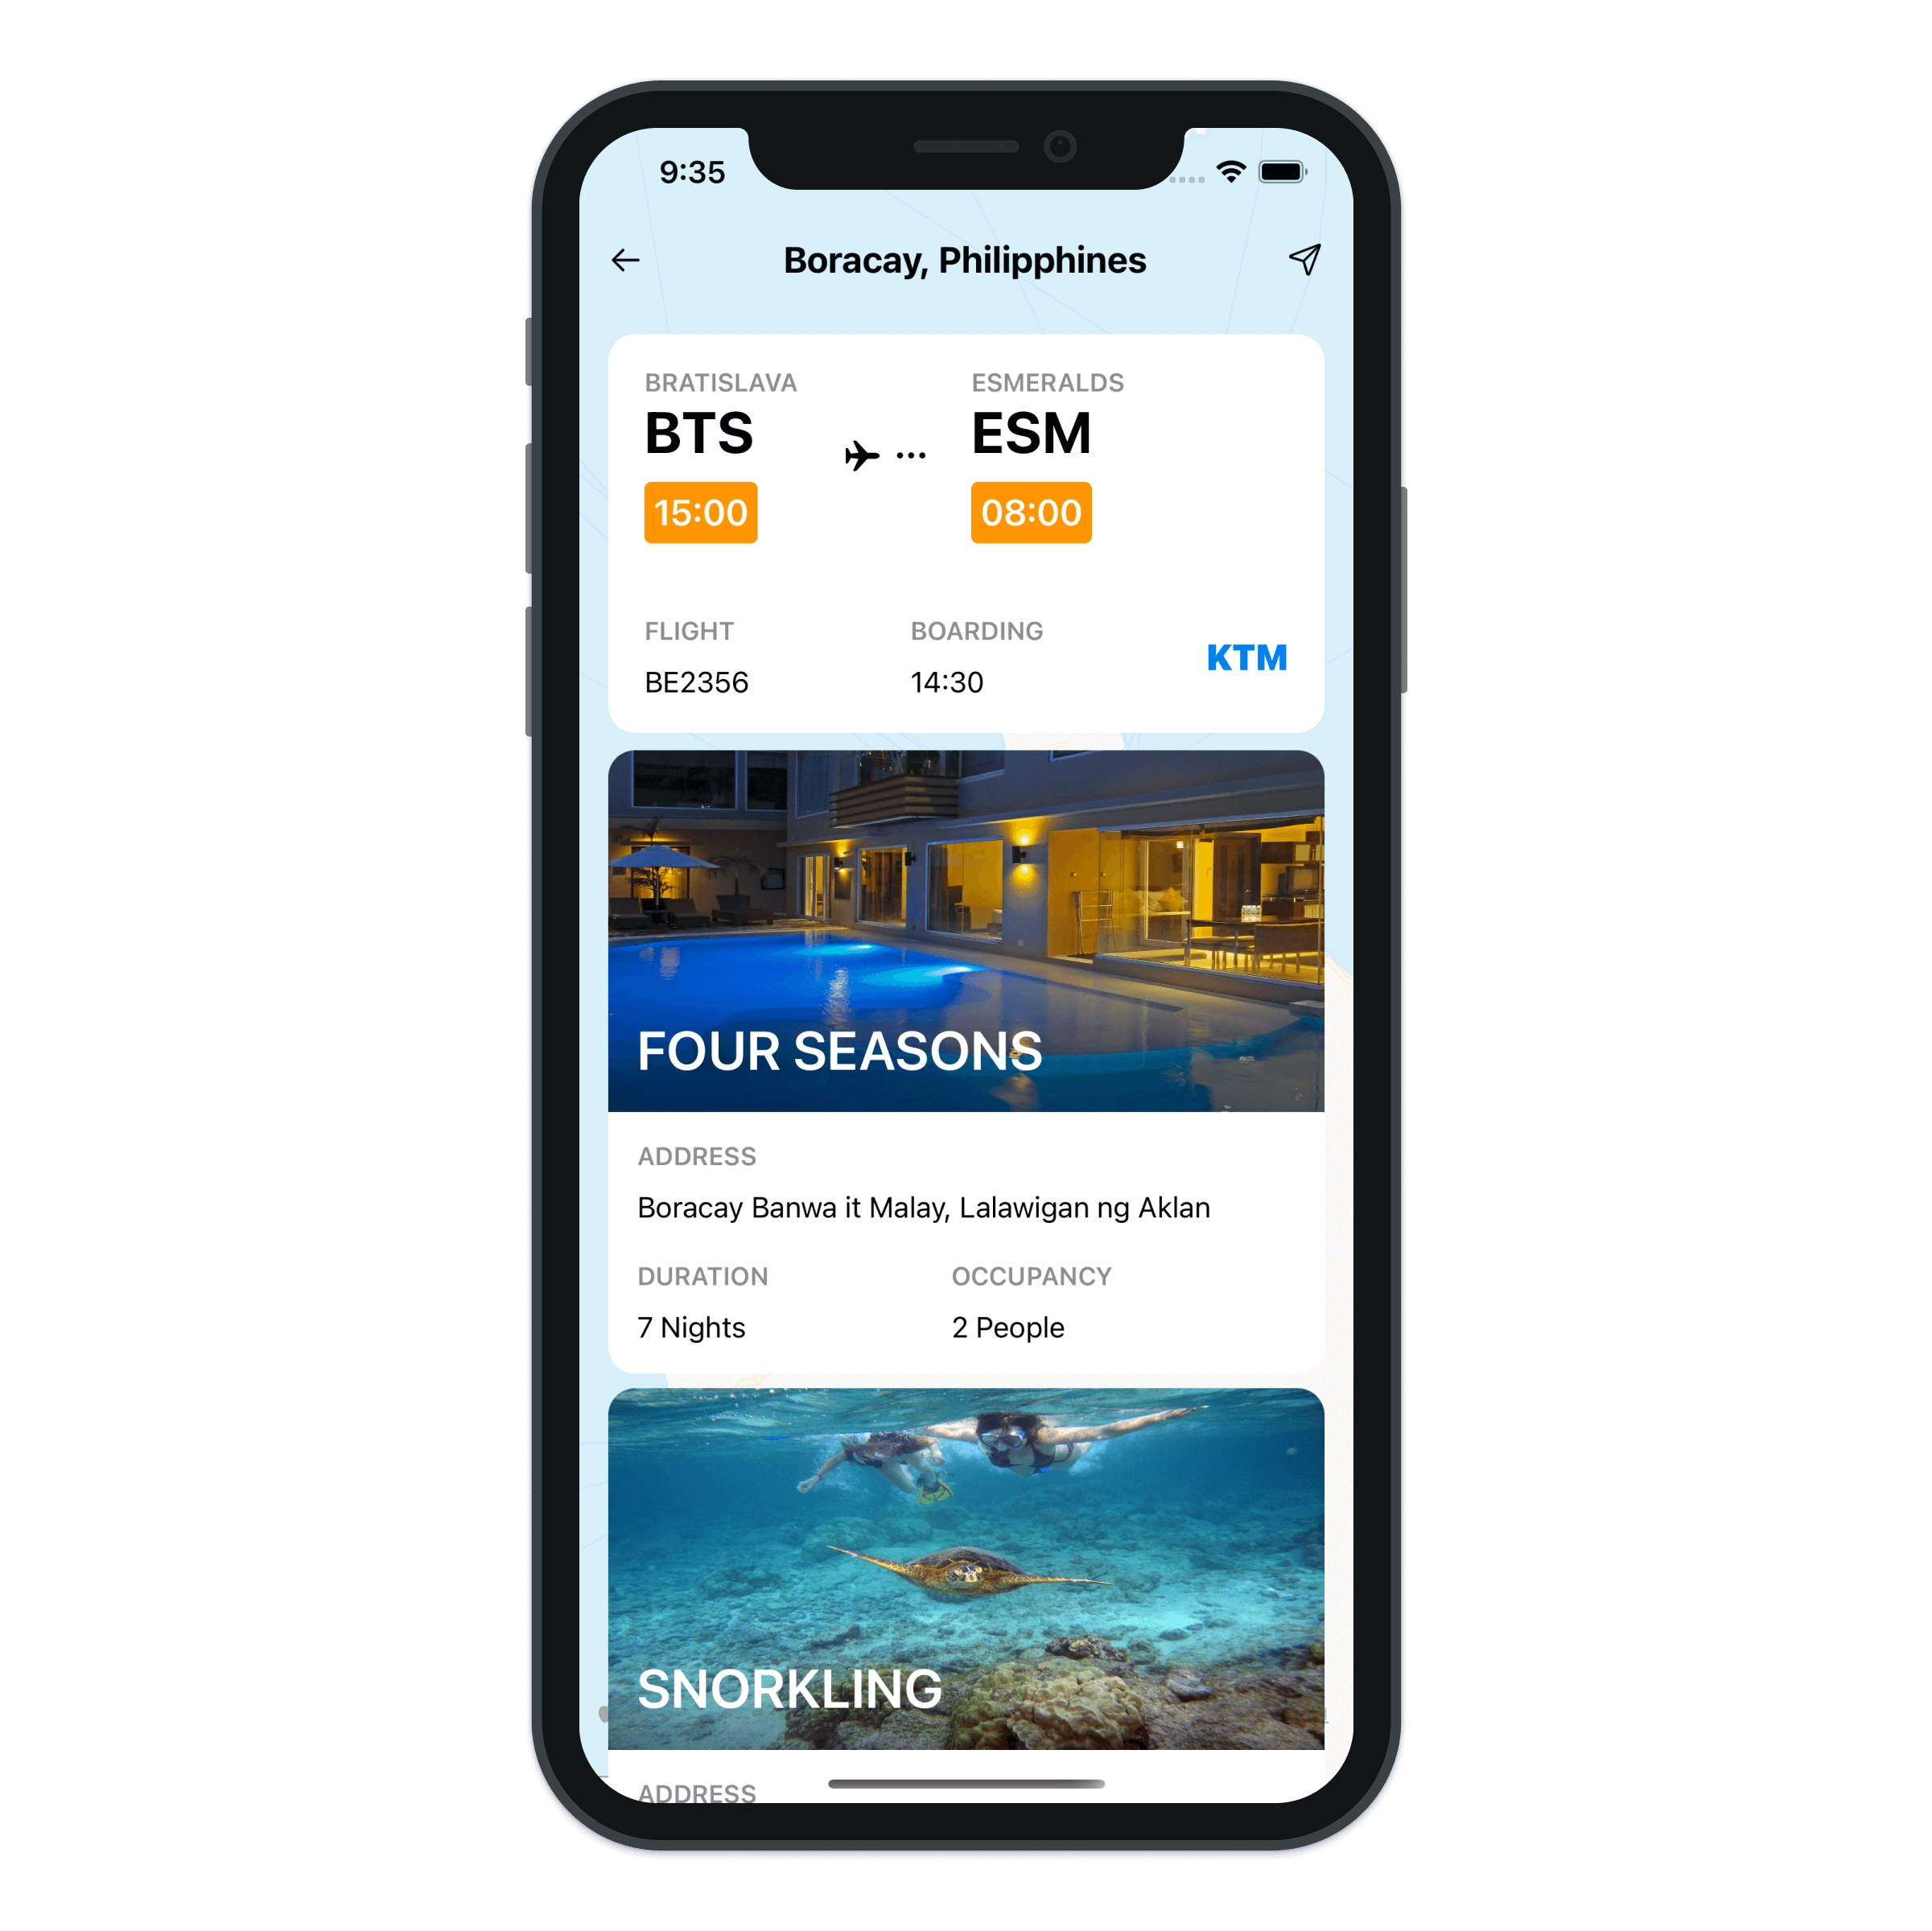 9:35
Boracay, Philipphines
BRATISLAVA
ESMERALDS
BTS
ESM
15:00
08:00
FLIGHT
BOARDING
BE2356
14:30
KTM
FOUR SEASONS
ADDRESS
Boracay Banwa it Malay, Lalawigan ng Aklan
DURATION
OCCUPANCY
7 Nights
2 People
SNORKLING
ADDRESS